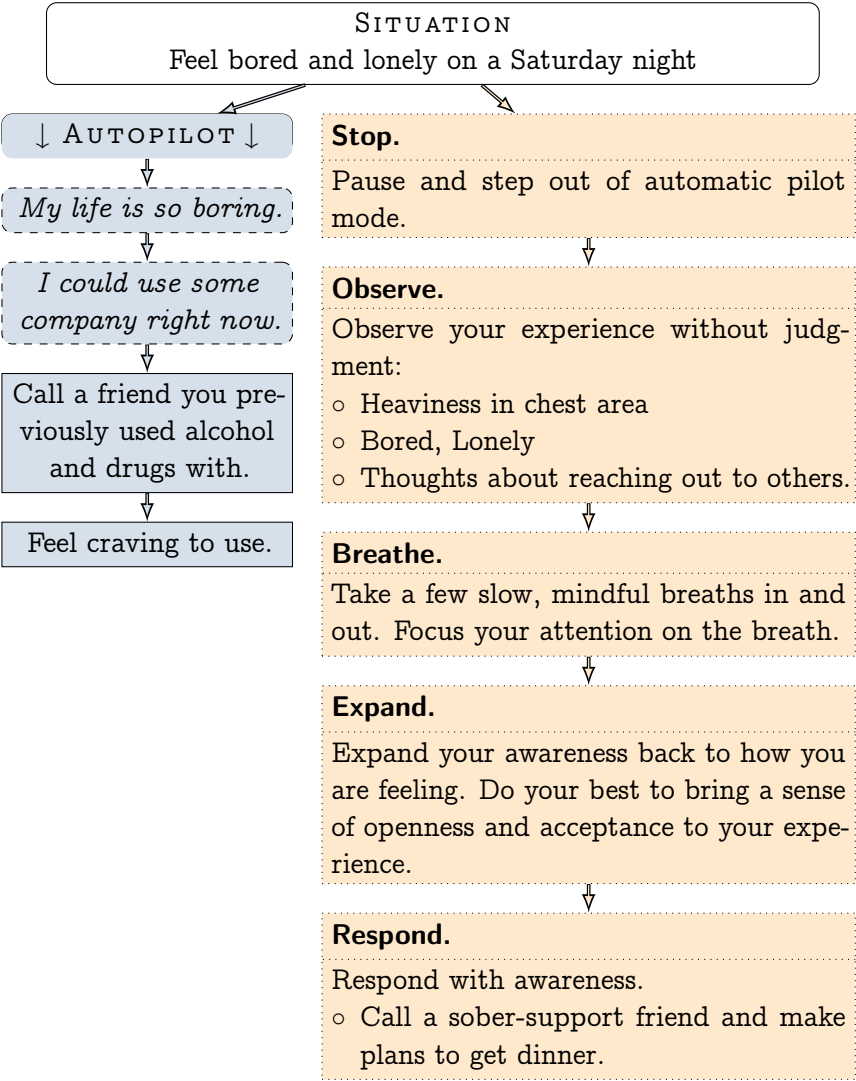 SITUATION
Feel bored and lonely on a Saturday night
↓ AUTOPILOT ↓
My life is so boring.
I could use some
company right now.
Call a friend you pre-
viously used alcohol
and drugs with.
Feel craving to use.
Stop.
Pause and step out of automatic pilot
mode.
Observe.
Observe your experience without judg-
ment:
○ Heaviness in chest area
○ Bored, Lonely
○ Thoughts about reaching out to others.
Breathe.
Take a few slow, mindful breaths in and
out. Focus your attention on the breath.
Expand.
Expand your awareness back to how you
are feeling. Do your best to bring a sense
of openness and acceptance to your expe-
rience.
Respond.
Respond with awareness.
○ Call a sober-support friend and make
plans to get dinner.